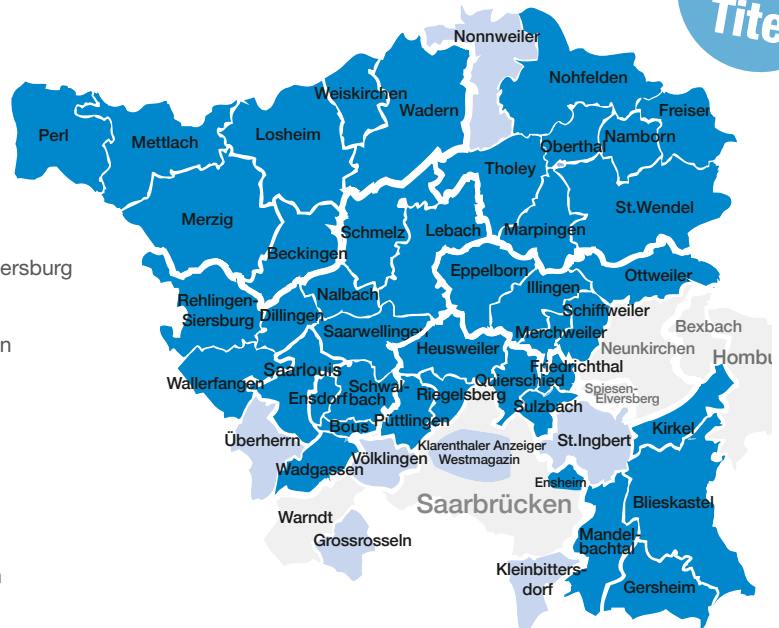 Tite
Nonnweiler
Nohfelden
Weiskirchen
Wadern
Freisen
Perl
Mettlach
Losheim
Oberthal
Namborn
Tholey
St.Wendel
Merzig
Schmelz
Lebach
Marpingen
Beckingen
ersburg
Eppelborn
Ottweiler
Illingen
Rehlingen-
Siersburg
Nalbach
Dillingen
Schiffweiler
Saarwellingen
Merchweiler
Bexbach
n
Heusweiler
Neunkirchen
Hombu
Friedrichthal
Saarlouis
Wallerfangen
Quierschied
Schwal-
bach
Ensdorf
Riegelsberg
Spiesen-
Elversberg
Sulzbach
Püttlingen
Bous
Kirkel
Überherrn
Klarenthaler Anzeiger
Westmagazin
St.Ingbert
Völklingen
Wadgassen
Ensheim
Saarbrücken
Blieskastel
Warndt
Grossrosseln
Mandel-
bachtal
Kleinbitters-
dorf
Gersheim